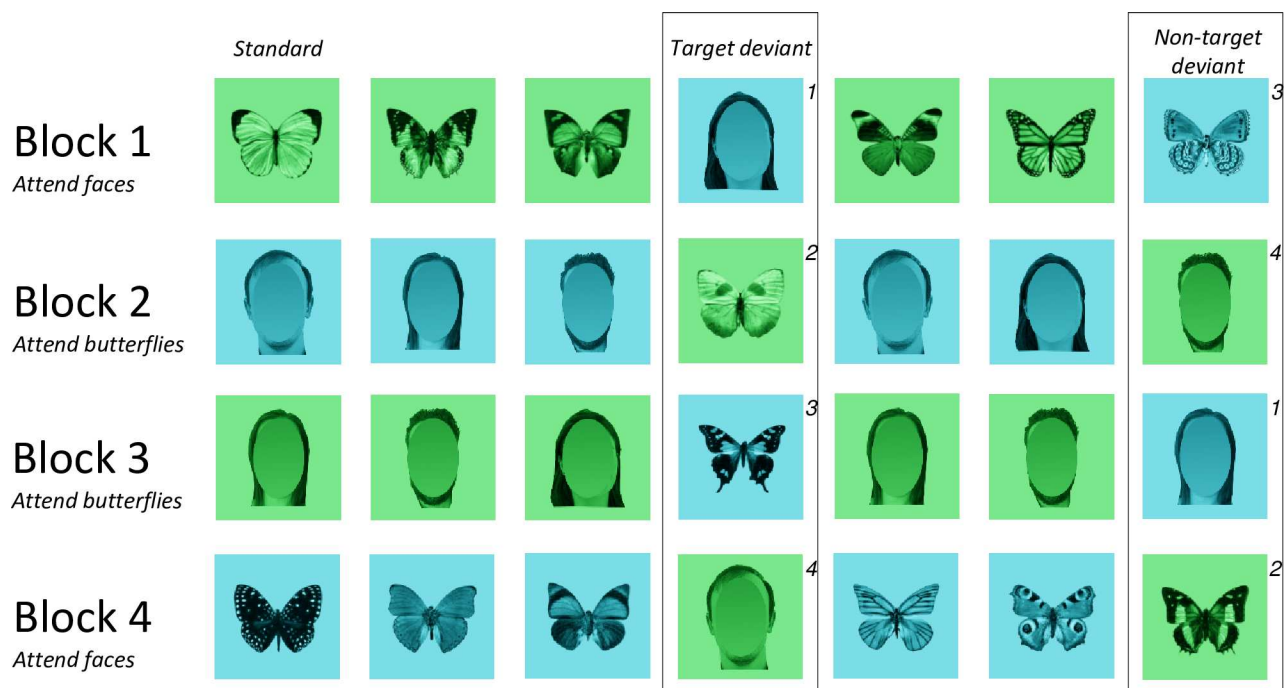 Standard
Target deviant
Non-target
deviant
Block 1
Attend faces
1
3
Block 2
Attend butterflies
2
4
Block 3
Attend butterflies
3
1
Block 4
Attend faces
4
2